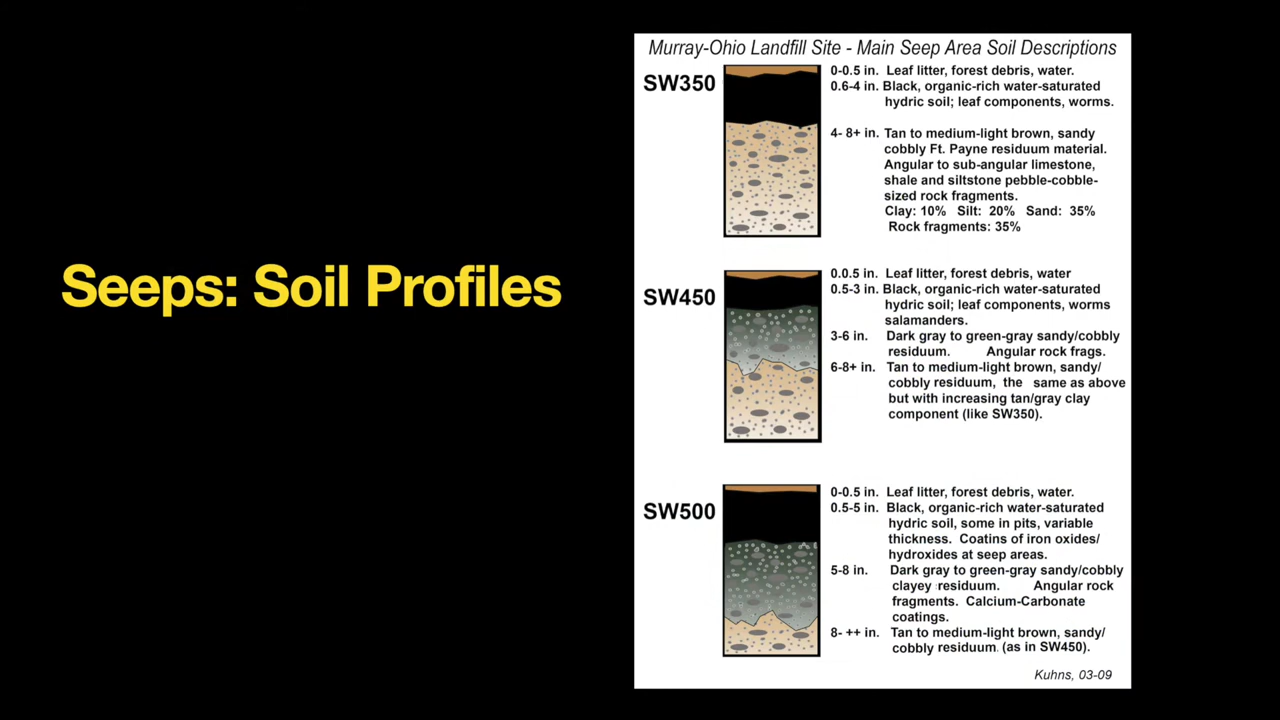 Seeps: Soil Profiles
Murray-Ohio Landfill Site - Main Seep Area Soil Descriptions
SW350
0-0.5 in. Leaf litter, forest debris, water.
0.6-4 in. Black, organic-rich water-saturated
hydric soil; leaf components, worms.
4- 8+ in. Tan to medium-light brown, sandy
cobbly Ft. Payne residuum material.
Angular to sub-angular limestone,
shale and siltstone pebble-cobble-
sized rock fragments.
Clay: 10% Silt: 20% Sand: 35%
Rock fragments: 35%
SW450
0.0.5 in. Leaf litter, forest debris, water
0.5-3 in. Black, organic-rich water-saturated
hydric soil; leaf components, worms
salamanders.
3-6 in. Dark gray to green-gray sandy/cobbly
residuum. Angular rock frags.
6-8+ in. Tan to medium-light brown, sandy/
cobbly residuum, the same as above
but with increasing tan/gray clay
component (like SW350).
SW500
0-0.5 in. Leaf litter, forest debris, water.
0.5-5 in. Black, organic-rich water-saturated
hydric soil, some in pits, variable
thickness. Coatins of iron oxides/
hydroxides at seep areas.
5-8 in. Dark gray to green-gray sandy/cobbly
clayey residuum. Angular rock
fragments. Calcium-Carbonate
coatings.
8- ++ in. Tan to medium-light brown, sandy/
cobbly residuum. (as in SW450).
Kuhns, 03-09